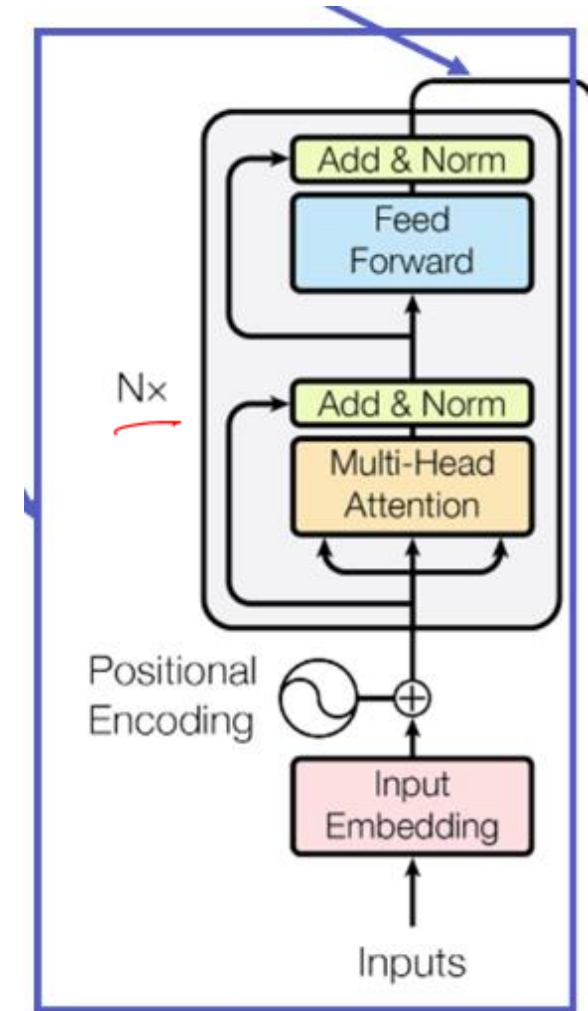 Add & Norm
Feed
Forward
Nx
Add & Norm
Multi-Head
Attention
Positional
Encoding
Input
Embedding
Inputs